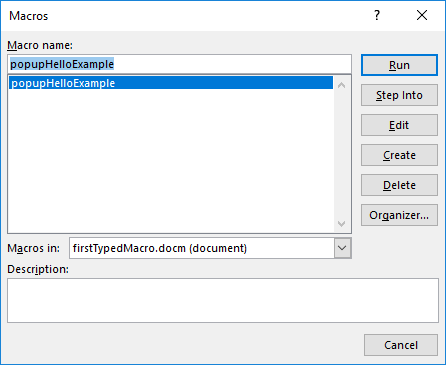 Macros
?
Macro name:
popupHelloExample
Run
popupHelloExample
Step Into
Edit
Create
Delete
Organizer...
Macros in:
firstTypedMacro.docm (document)
Description:
Cancel